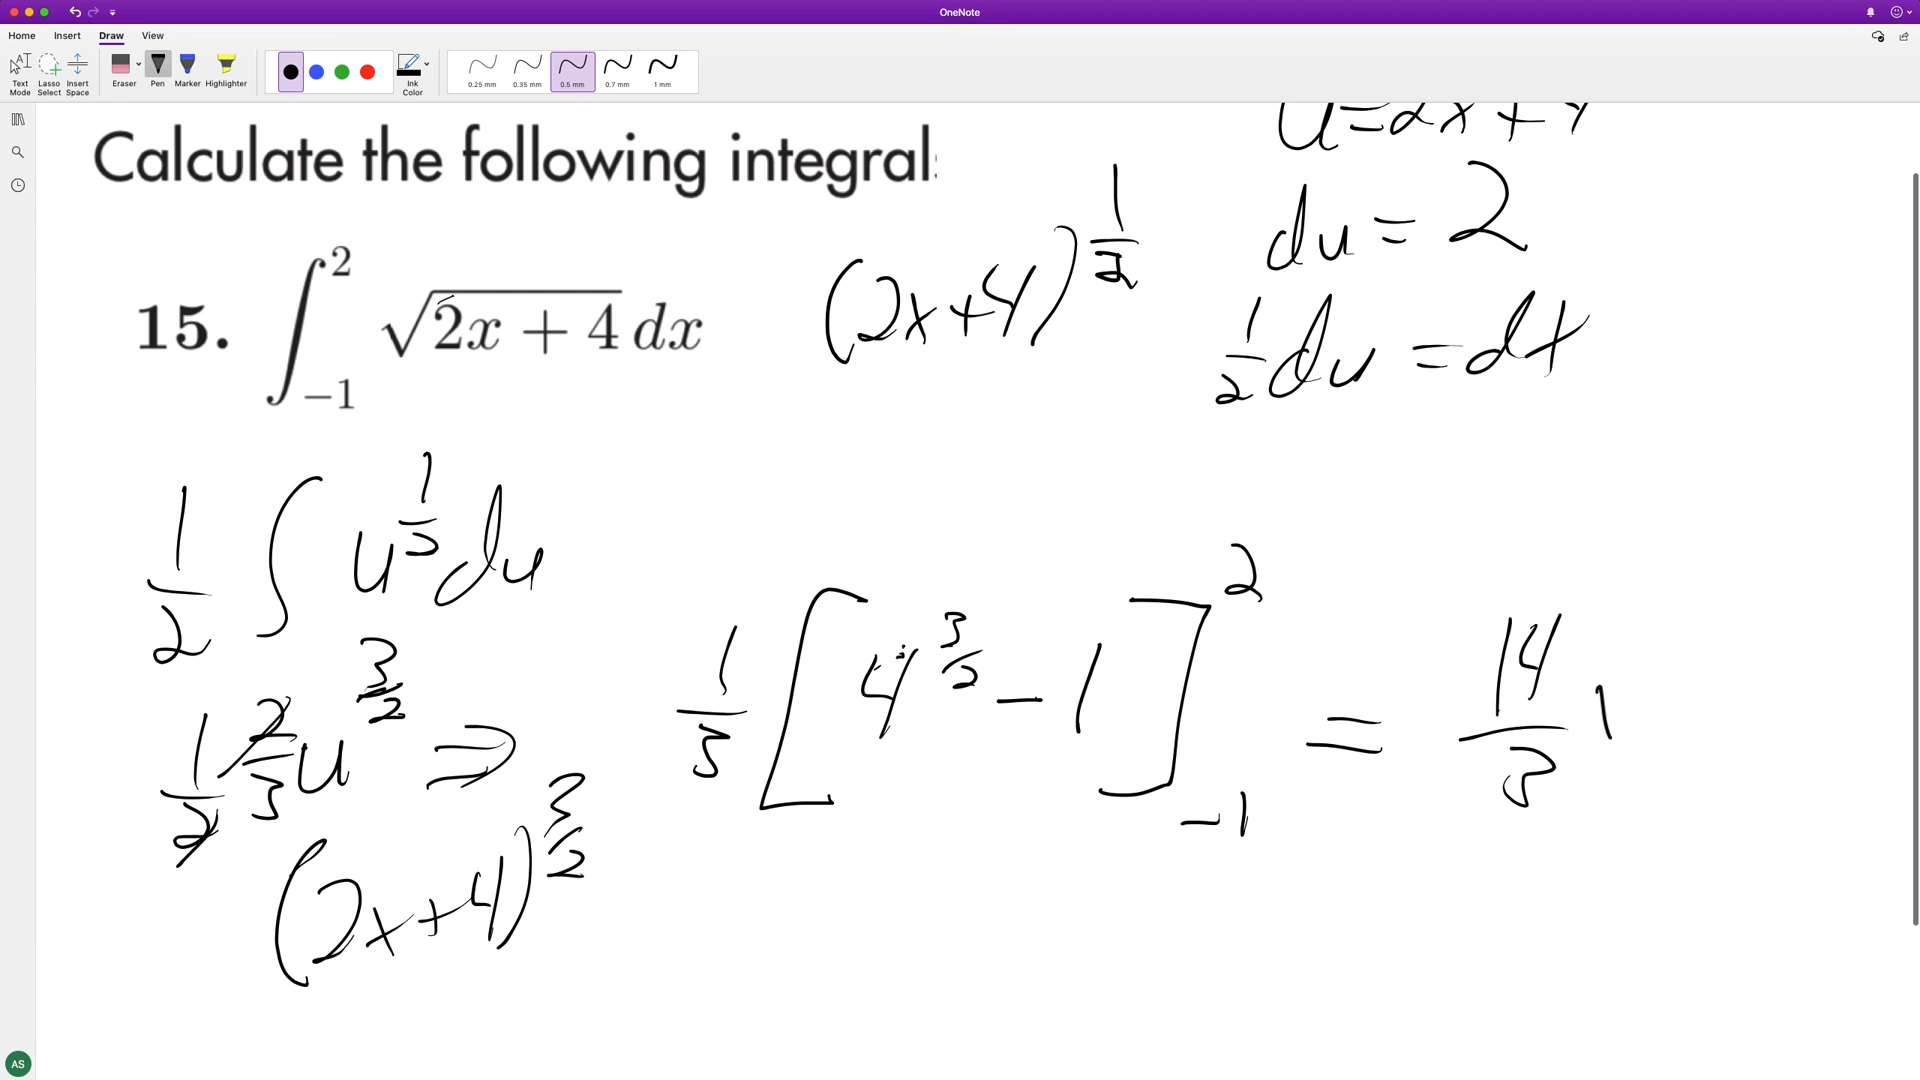 OneNote
Home Insert Draw View
Text Mode
Lasso Select
Insert Space
Eraser
Pen
Marker
Highlighter
Ink Color
0.25 mm
0.35 mm
0.5 mm
0.7 mm
1 mm
u=2x+4
Calculate the following integral
du = 2
(2x+4)^1/2
15. ∫_{-1}^{2} √(2x + 4) dx
1/2 du = dx
1/2 ∫ u^1/2 du
1/2 2/3 u^3/2 ⇒
(2x+4)^3/2
1/3 [4^3/2 - 1]_{-1}^{2} = 14/3 1
AS